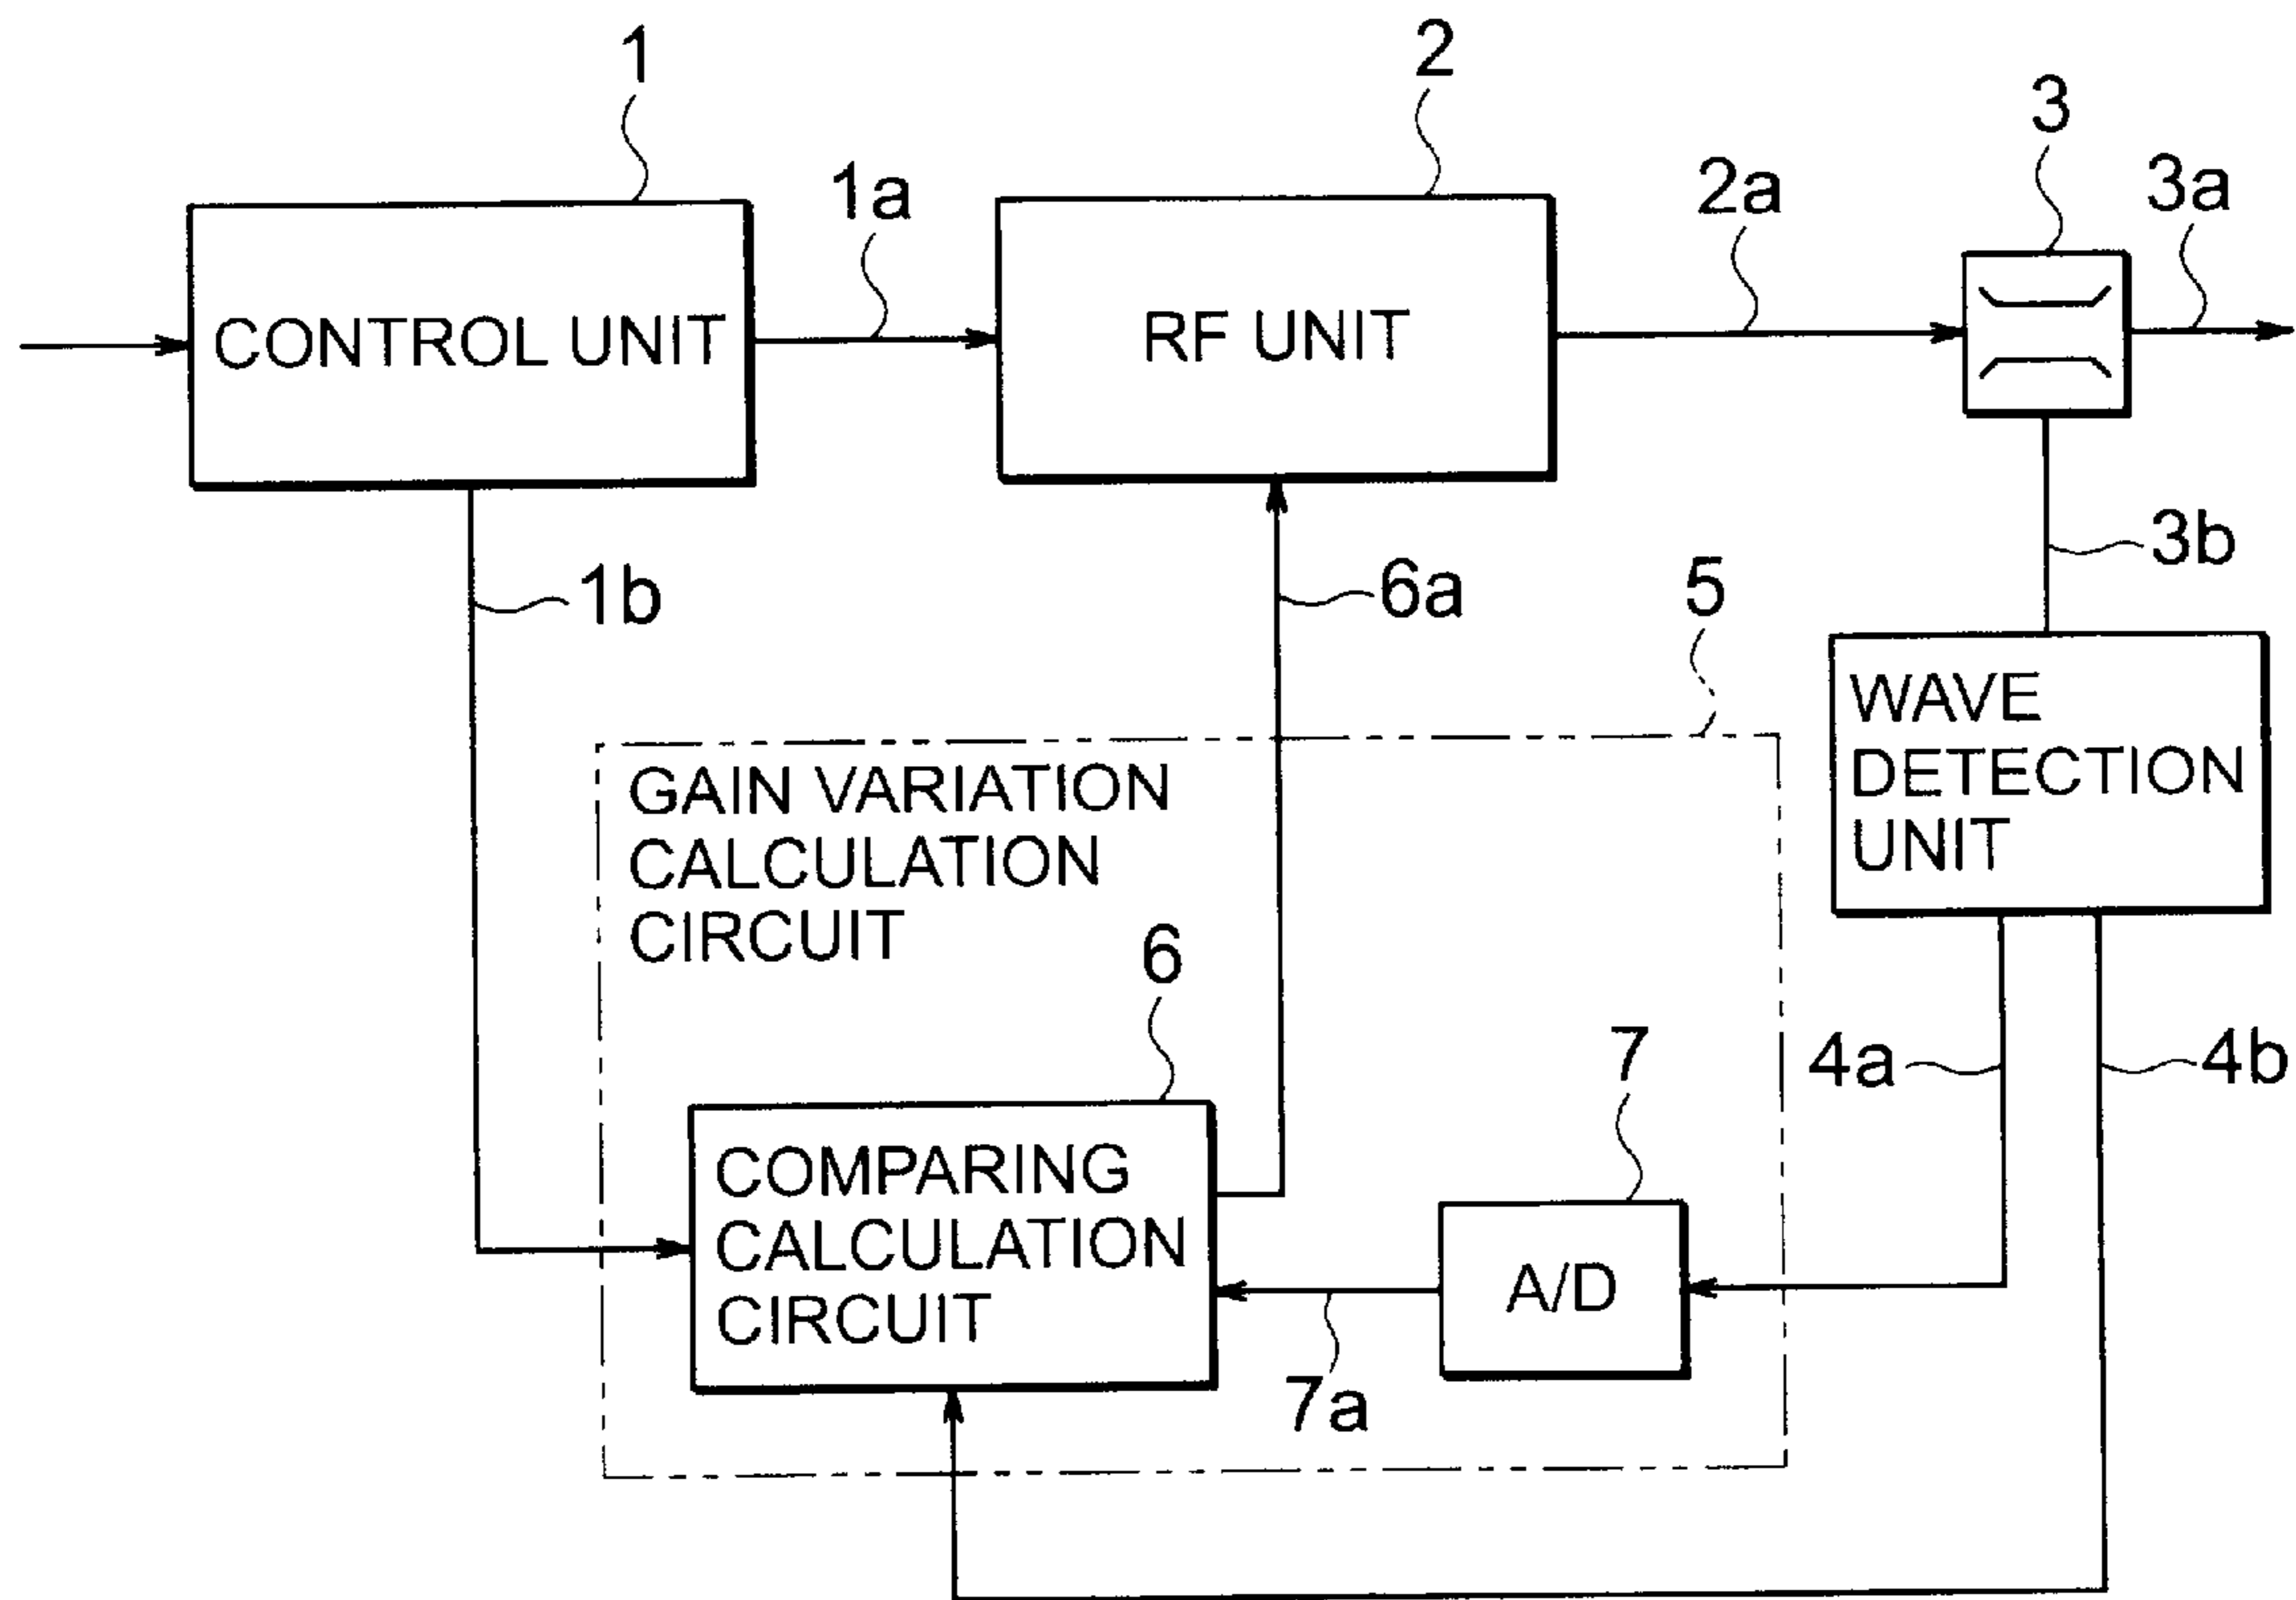 1
2
3
1a
2a
3a
CONTROL UNIT
RF UNIT
3b
1b
6a
5
WAVE
DETECTION
UNIT
GAIN VARIATION
CALCULATION
CIRCUIT
6
7
4a
4b
COMPARING
CALCULATION
CIRCUIT
A/D
7a